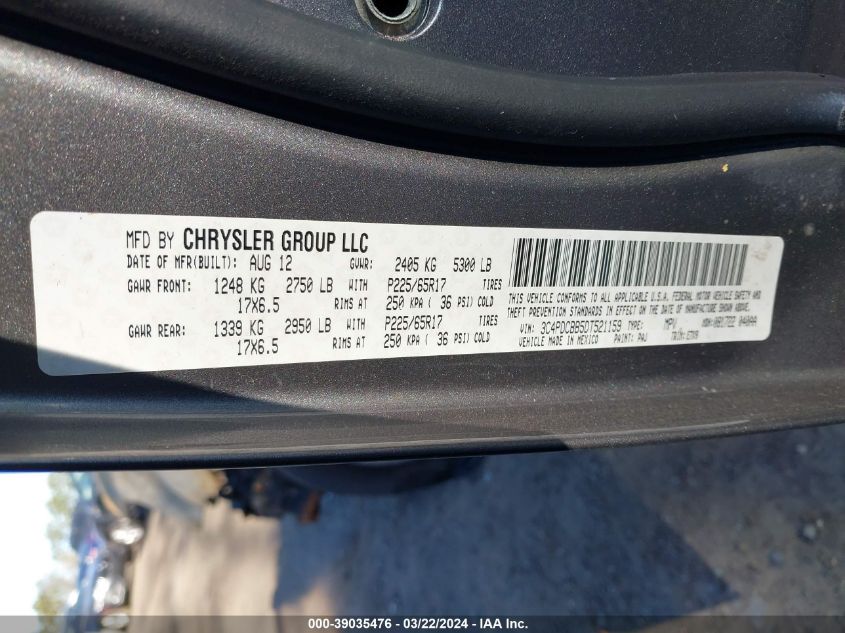 MFD BY CHRYSLER GROUP LLC
DATE OF MFR(BUILT): AUG 12 GVWR: 2405 KG 5300 LB
GAWR FRONT: 1248 KG 2750 LB WITH P225/65R17 TIRES
17X6.5 RIMS AT 250 KPA ( 36 PSI) COLD
GAWR REAR: 1339 KG 2950 LB WITH P225/65R17 TIRES
17X6.5 RIMS AT 250 KPA ( 36 PSI) COLD
THIS VEHICLE CONFORMS TO ALL APPLICABLE U.S.A. FEDERAL MOTOR VEHICLE SAFETY AND
THEFT PREVENTION STANDARDS IN EFFECT ON THE DATE OF MANUFACTURE SHOWN ABOVE.
VIN: 3C4PDCBB5DT521159 TYPE: MPV MDH: 081722 048AA
VEHICLE MADE IN MEXICO PAINT: PAU TRIM:
000-39035476 - 03/22/2024 - IAA Inc.